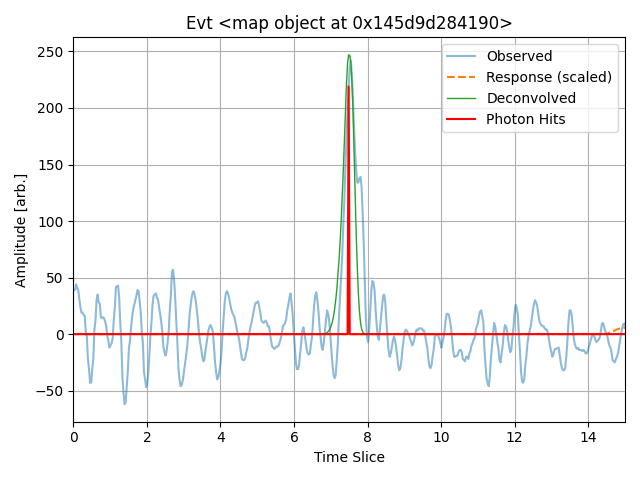 Evt <map object at 0x145d9d284190>
Observed
Response (scaled)
Deconvolved
Photon Hits
Amplitude [arb.]
250
200
150
100
50
0
−50
0 2 4 6 8 10 12 14
Time Slice